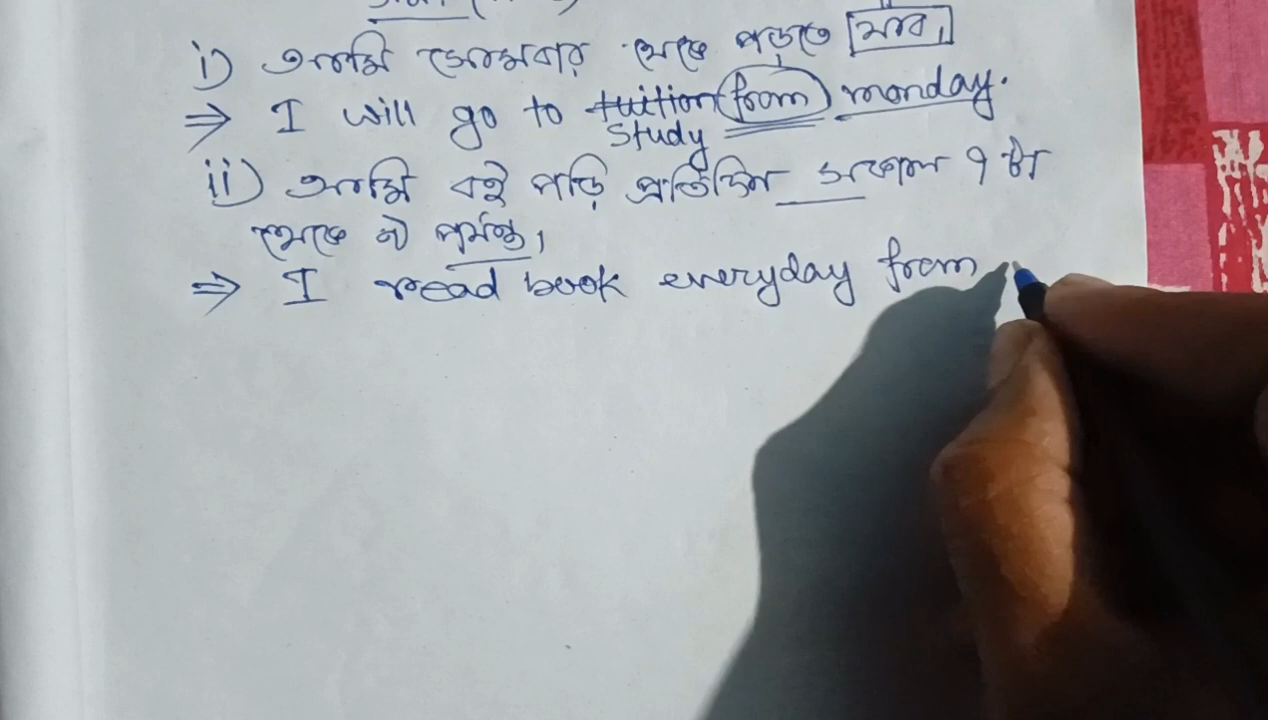 i) আমি সোমবার থেকে পড়তে যাব।
⇒ I will go to tuition from monday.
study
ii) আমি বই পড়ি প্রতিদিন সকাল ৭ টা
থেকে ৯ পর্যন্ত।
⇒ I read book everyday from